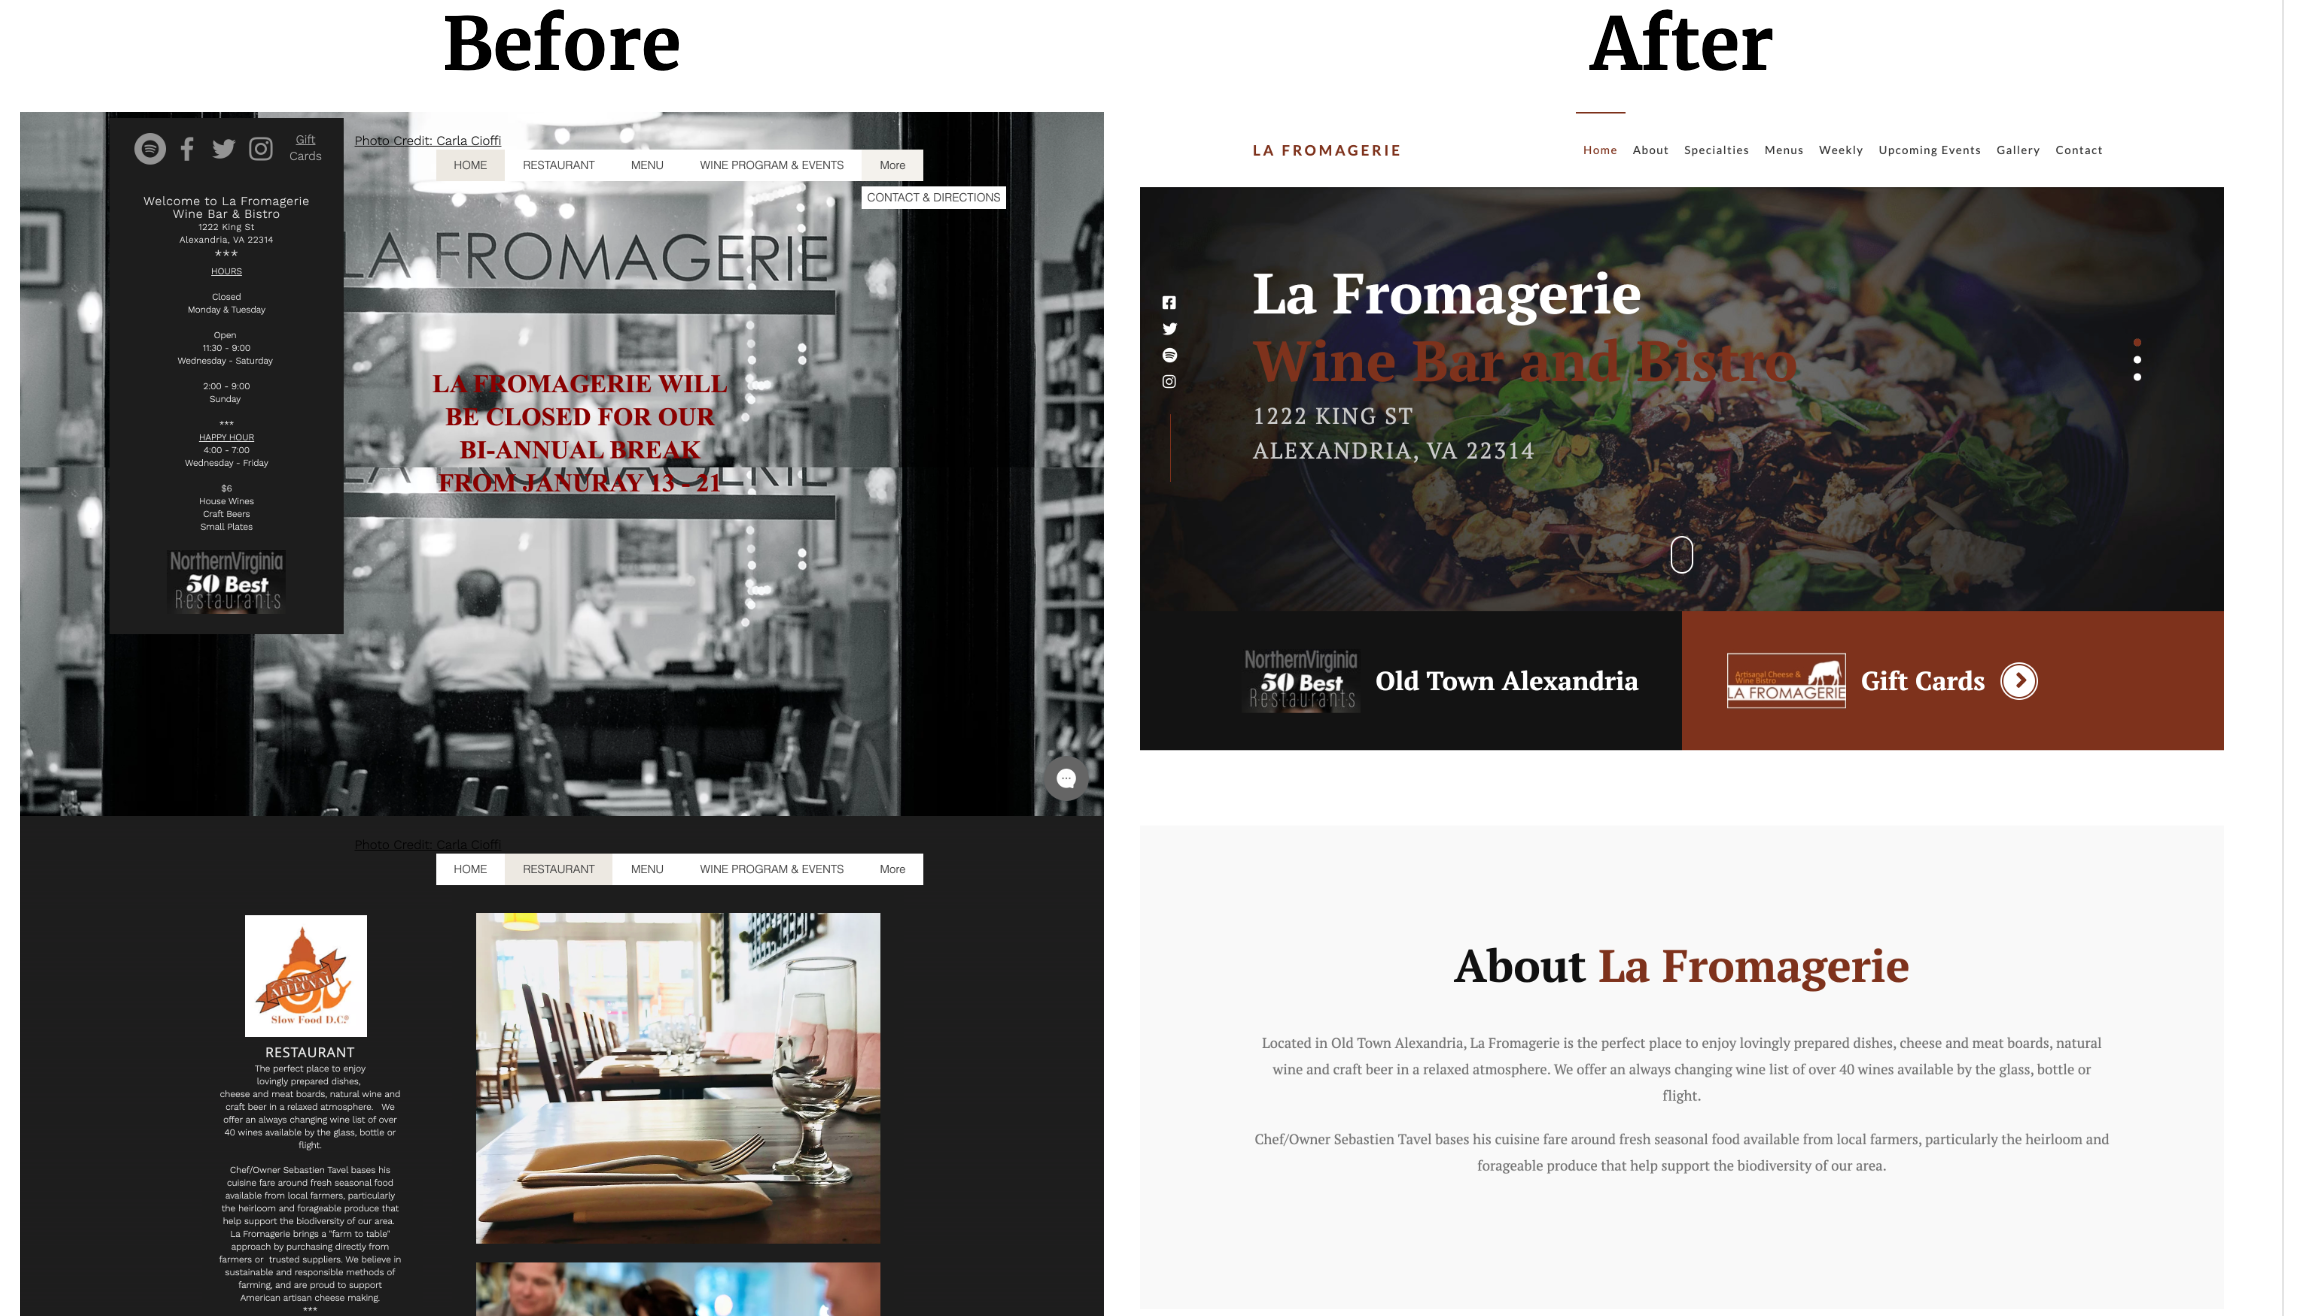 Before
After
Gift
Cards
Photo Credit: Carla Cioffi
HOME RESTAURANT MENU WINE PROGRAM & EVENTS More
CONTACT & DIRECTIONS
Welcome to La Fromagerie
Wine Bar & Bistro
1222 King St
Alexandria, VA 22314
***
HOURS
Closed
Monday & Tuesday
Open
11:30 - 9:00
Wednesday - Saturday
2:00 - 9:00
Sunday
***
HAPPY HOUR
4:00 - 7:00
Wednesday - Friday
$6
House Wines
Craft Beers
Small Plates
NorthernVirginia
50 Best
Restaurants
LA FROMAGERIE
LA FROMAGERIE WILL
BE CLOSED FOR OUR
BI-ANNUAL BREAK
FROM JANURAY 13 - 21
LA FROMAGERIE
Photo Credit: Carla Cioffi
HOME RESTAURANT MENU WINE PROGRAM & EVENTS More
Slow Food D.C.®
RESTAURANT
The perfect place to enjoy
lovingly prepared dishes,
cheese and meat boards, natural wine and
craft beer in a relaxed atmosphere. We
offer an always changing wine list of over
40 wines available by the glass, bottle or
flight.
Chef/Owner Sebastien Tavel bases his
cuisine fare around fresh seasonal food
available from local farmers, particularly
the heirloom and forageable produce that
help support the biodiversity of our area.
La Fromagerie brings a "farm to table"
approach by purchasing directly from
farmers or trusted suppliers. We believe in
sustainable and responsible methods of
farming, and are proud to support
American artisan cheese making.
***
LA FROMAGERIE
Home About Specialties Menus Weekly Upcoming Events Gallery Contact
La Fromagerie
Wine Bar and Bistro
1222 KING ST
ALEXANDRIA, VA 22314
NorthernVirginia
50 Best
Restaurants
Old Town Alexandria
Artisanal Cheese &
Wine Bistro
LA FROMAGERIE
Gift Cards
About La Fromagerie
Located in Old Town Alexandria, La Fromagerie is the perfect place to enjoy lovingly prepared dishes, cheese and meat boards, natural
wine and craft beer in a relaxed atmosphere. We offer an always changing wine list of over 40 wines available by the glass, bottle or
flight.
Chef/Owner Sebastien Tavel bases his cuisine fare around fresh seasonal food available from local farmers, particularly the heirloom and
forageable produce that help support the biodiversity of our area.